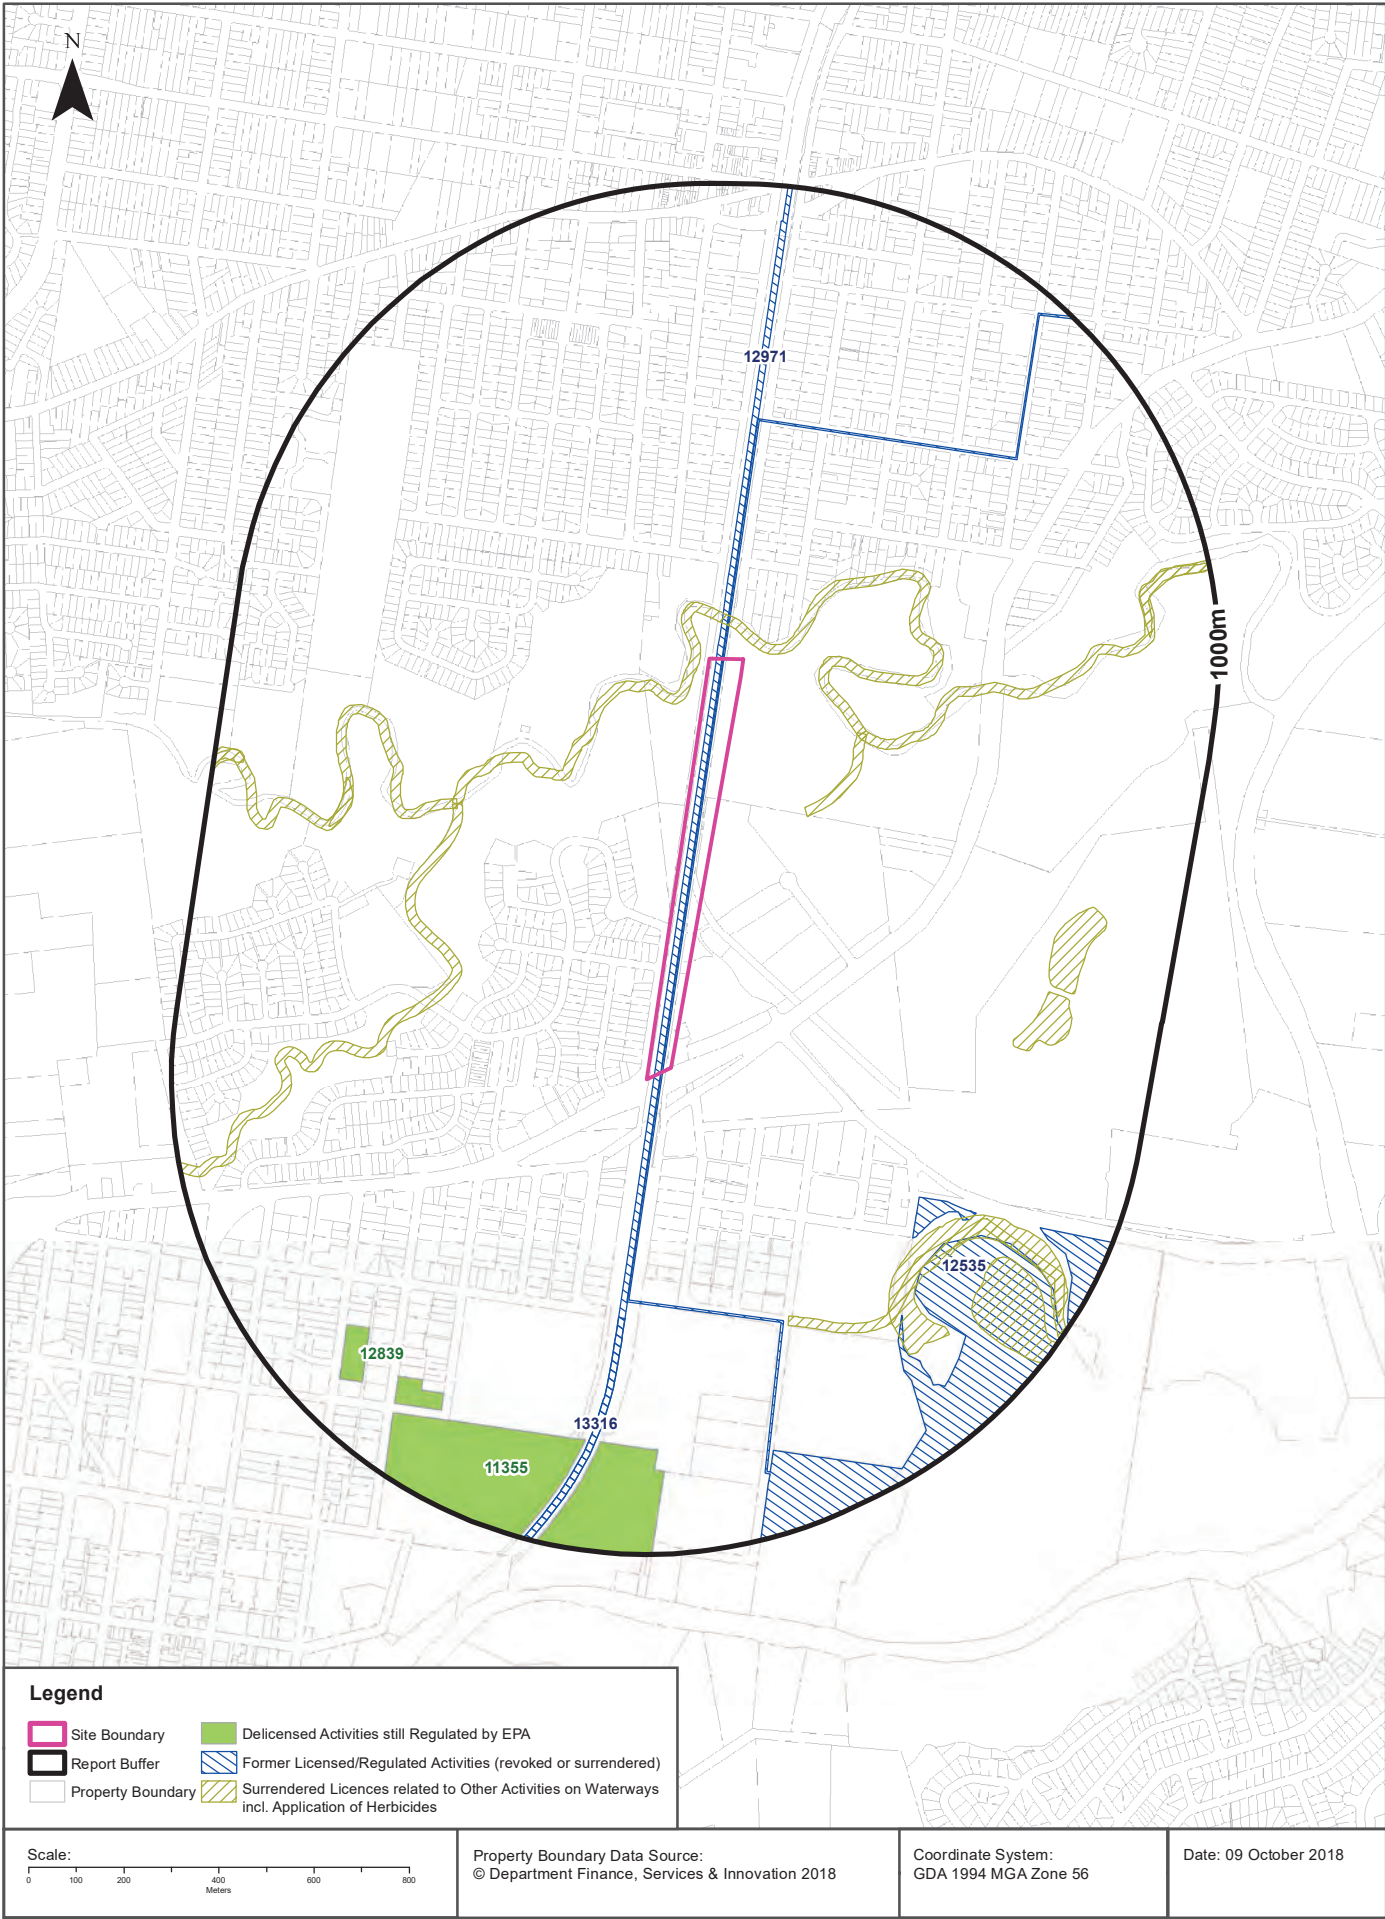 N
12971
1000m
12535
12839
13316
11355
Legend
Site Boundary
Report Buffer
Property Boundary
Delicensed Activities still Regulated by EPA
Former Licensed/Regulated Activities (revoked or surrendered)
Surrendered Licences related to Other Activities on Waterways
incl. Application of Herbicides
Scale:
0 100 200 400 600 800
Meters
Property Boundary Data Source:
© Department Finance, Services & Innovation 2018
Coordinate System:
GDA 1994 MGA Zone 56
Date: 09 October 2018